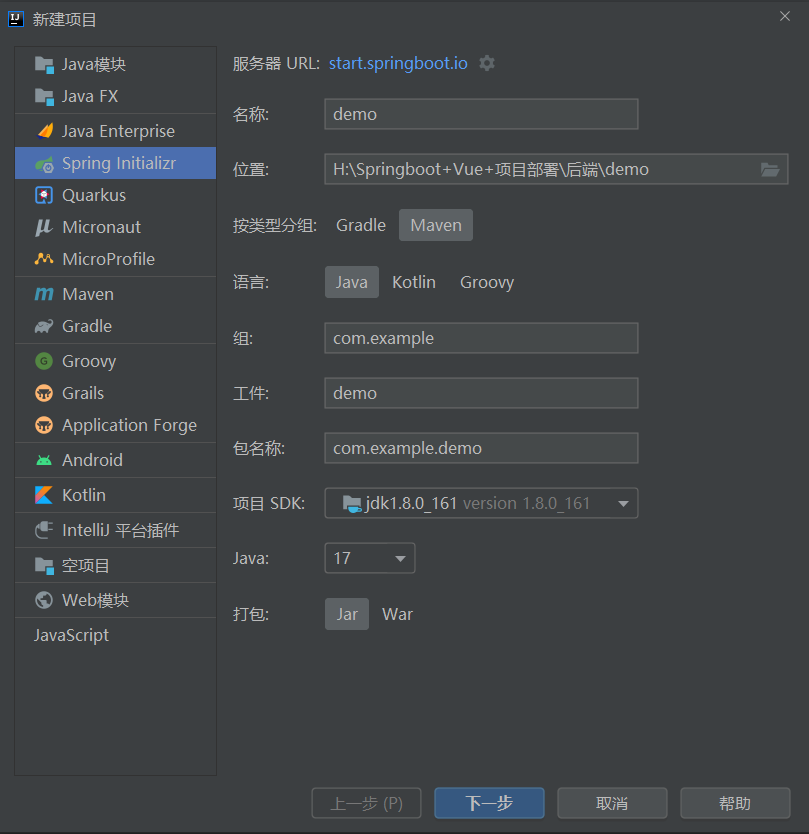 新建项目
Java模块
Java FX
Java Enterprise
Spring Initializr
Quarkus
Micronaut
MicroProfile
Maven
Gradle
Groovy
Grails
Application Forge
Android
Kotlin
IntelliJ 平台插件
空项目
Web模块
JavaScript
服务器 URL: start.springboot.io
名称: demo
位置: H:\Springboot+Vue+项目部署\后端\demo
按类型分组: Gradle Maven
语言: Java Kotlin Groovy
组: com.example
工件: demo
包名称: com.example.demo
项目 SDK: jdk1.8.0_161 version 1.8.0_161
Java: 17
打包: Jar War
上一步 (P) 下一步 取消 帮助